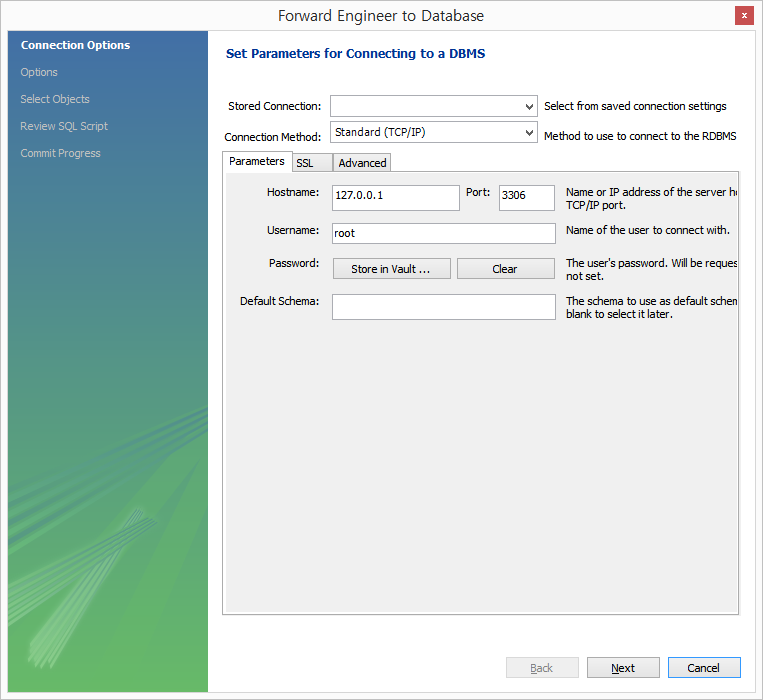 Forward Engineer to Database
x
Connection Options
Options
Select Objects
Review SQL Script
Commit Progress
Set Parameters for Connecting to a DBMS
Stored Connection: Select from saved connection settings
Connection Method: Standard (TCP/IP) Method to use to connect to the RDBMS
Parameters SSL Advanced
Hostname: 127.0.0.1 Port: 3306 Name or IP address of the server
TCP/IP port.
Username: root Name of the user to connect with.
Password: Store in Vault ... Clear The user's password. Will be
not set.
Default Schema: The schema to use as default
blank to select it later.
Back Next Cancel